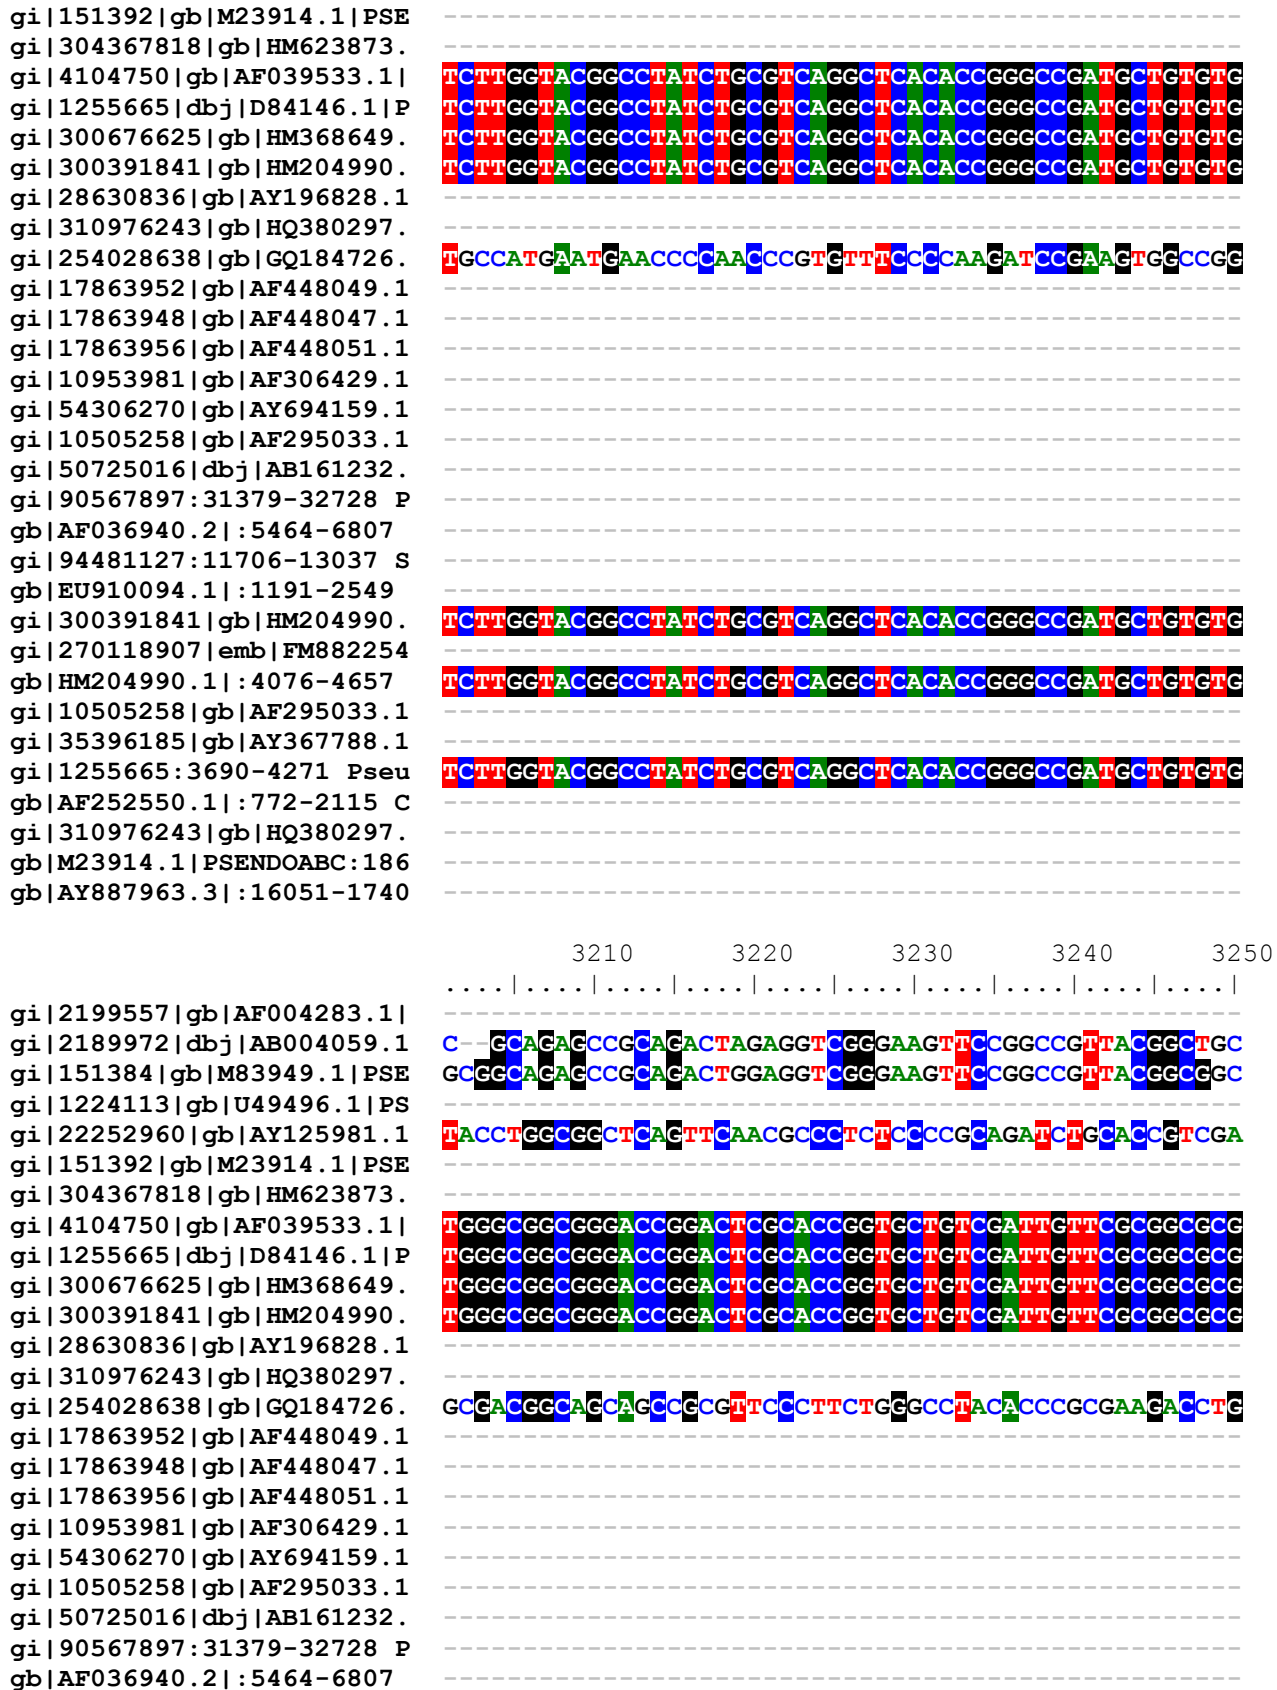 gi|151392|gb|M23914.1|PSE --------------------------------------------------
gi|304367818|gb|HM623873. --------------------------------------------------
gi|4104750|gb|AF039533.1| TCTTGGTACGGCCTATCTGCGTCAGGCTCACACCGGGCCGATGCTGTGTG
gi|1255665|dbj|D84146.1|P TCTTGGTACGGCCTATCTGCGTCAGGCTCACACCGGGCCGATGCTGTGTG
gi|300676625|gb|HM368649. TCTTGGTACGGCCTATCTGCGTCAGGCTCACACCGGGCCGATGCTGTGTG
gi|300391841|gb|HM204990. TCTTGGTACGGCCTATCTGCGTCAGGCTCACACCGGGCCGATGCTGTGTG
gi|28630836|gb|AY196828.1 --------------------------------------------------
gi|310976243|gb|HQ380297. --------------------------------------------------
gi|254028638|gb|GQ184726. TGCCATGAATGAACCCCAACCCGTGTTTCCCCAAGATCCGAAGTGGCCGG
gi|17863952|gb|AF448049.1 --------------------------------------------------
gi|17863948|gb|AF448047.1 --------------------------------------------------
gi|17863956|gb|AF448051.1 --------------------------------------------------
gi|10953981|gb|AF306429.1 --------------------------------------------------
gi|54306270|gb|AY694159.1 --------------------------------------------------
gi|10505258|gb|AF295033.1 --------------------------------------------------
gi|50725016|dbj|AB161232. --------------------------------------------------
gi|90567897:31379-32728 P --------------------------------------------------
gb|AF036940.2|:5464-6807 --------------------------------------------------
gi|94481127:11706-13037 S --------------------------------------------------
gb|EU910094.1|:1191-2549 --------------------------------------------------
gi|300391841|gb|HM204990. TCTTGGTACGGCCTATCTGCGTCAGGCTCACACCGGGCCGATGCTGTGTG
gi|270118907|emb|FM882254 --------------------------------------------------
gb|HM204990.1|:4076-4657 TCTTGGTACGGCCTATCTGCGTCAGGCTCACACCGGGCCGATGCTGTGTG
gi|10505258|gb|AF295033.1 --------------------------------------------------
gi|35396185|gb|AY367788.1 --------------------------------------------------
gi|1255665:3690-4271 Pseu TCTTGGTACGGCCTATCTGCGTCAGGCTCACACCGGGCCGATGCTGTGTG
gb|AF252550.1|:772-2115 C --------------------------------------------------
gi|310976243|gb|HQ380297. --------------------------------------------------
gb|M23914.1|PSENDOABC:186 --------------------------------------------------
gb|AY887963.3|:16051-1740 --------------------------------------------------
3210 3220 3230 3240 3250
....|....|....|....|....|....|....|....|....|....|
gi|2199557|gb|AF004283.1| --------------------------------------------------
gi|2189972|dbj|AB004059.1 C--GCAGAGCCGCAGACTAGAGGTCGGGAAGTTCCGGCCGTTACGGCTGC
gi|151384|gb|M83949.1|PSE GCGGCAGAGCCGCAGACTGGAGGTCGGGAAGTTCCGGCCGTTACGGCGGC
gi|1224113|gb|U49496.1|PS --------------------------------------------------
gi|22252960|gb|AY125981.1 TACCTGGCGGCTCAGTTCAACGCCCTCTCCCCGCAGATCTGCACCGTCGA
gi|151392|gb|M23914.1|PSE --------------------------------------------------
gi|304367818|gb|HM623873. --------------------------------------------------
gi|4104750|gb|AF039533.1| TGGGCGGCGGGACCGGACTCGCACCGGTGCTGTCGATTGTTCGCGGCGCG
gi|1255665|dbj|D84146.1|P TGGGCGGCGGGACCGGACTCGCACCGGTGCTGTCGATTGTTCGCGGCGCG
gi|300676625|gb|HM368649. TGGGCGGCGGGACCGGACTCGCACCGGTGCTGTCGATTGTTCGCGGCGCG
gi|300391841|gb|HM204990. TGGGCGGCGGGACCGGACTCGCACCGGTGCTGTCGATTGTTCGCGGCGCG
gi|28630836|gb|AY196828.1 --------------------------------------------------
gi|310976243|gb|HQ380297. --------------------------------------------------
gi|254028638|gb|GQ184726. GCGACGGCAGCAGCCGCGTTCCCTTCTGGGCCTACACCCGCGAAGACCTG
gi|17863952|gb|AF448049.1 --------------------------------------------------
gi|17863948|gb|AF448047.1 --------------------------------------------------
gi|17863956|gb|AF448051.1 --------------------------------------------------
gi|10953981|gb|AF306429.1 --------------------------------------------------
gi|54306270|gb|AY694159.1 --------------------------------------------------
gi|10505258|gb|AF295033.1 --------------------------------------------------
gi|50725016|dbj|AB161232. --------------------------------------------------
gi|90567897:31379-32728 P --------------------------------------------------
gb|AF036940.2|:5464-6807 --------------------------------------------------